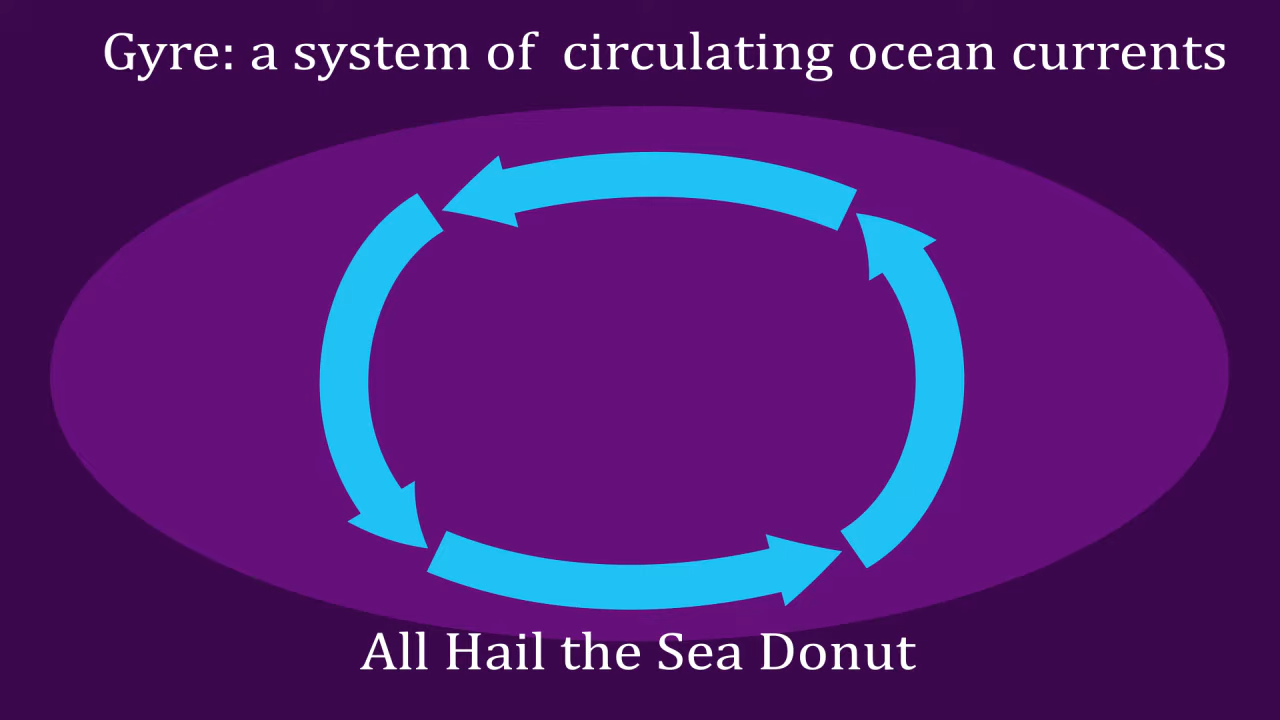 Gyre: a system of  circulating ocean currents
All Hail the Sea Donut